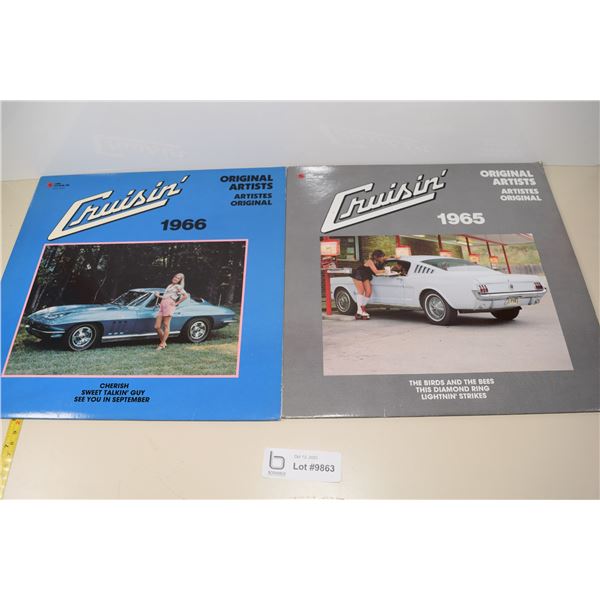 Cruisin'
ORIGINAL
ARTISTS
ARTISTES
ORIGINAL
1966
CHERISH
SWEET TALKIN' GUY
SEE YOU IN SEPTEMBER
Cruisin'
ORIGINAL
ARTISTS
ARTISTES
ORIGINAL
1965
THE BIRDS AND THE BEES
THIS DIAMOND RING
LIGHTNIN' STRIKES
Lot #9863